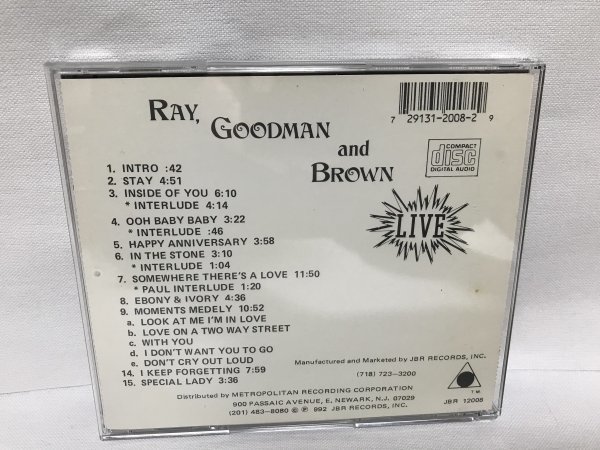 RAY, GOODMAN and BROWN
7 29131-2008-2 9
COMPACT
disc
DIGITAL AUDIO
LIVE
1. INTRO :42
2. STAY 4:51
3. INSIDE OF YOU 6:10
* INTERLUDE 4:14
4. OOH BABY BABY 3:22
* INTERLUDE :46
5. HAPPY ANNIVERSARY 3:58
6. IN THE STONE 3:10
* INTERLUDE 1:04
7. SOMEWHERE THERE'S A LOVE 11:50
* PAUL INTERLUDE 1:20
8. EBONY & IVORY 4:36
9. MOMENTS MEDELY 10:52
a. LOOK AT ME I'M IN LOVE
b. LOVE ON A TWO WAY STREET
c. WITH YOU
d. I DON'T WANT YOU TO GO
e. DON'T CRY OUT LOUD
14. I KEEP FORGETTING 7:59
15. SPECIAL LADY 3:36
Manufactured and Marketed by JBR RECORDS, INC.
(718) 723-3200
Distributed by METROPOLITAN RECORDING CORPORATION
900 PASSAIC AVENUE, E. NEWARK, N.J. 07029
(201) 483-8080 © ℗ 992 JBR RECORDS, INC.
T.M.
JBR 12008